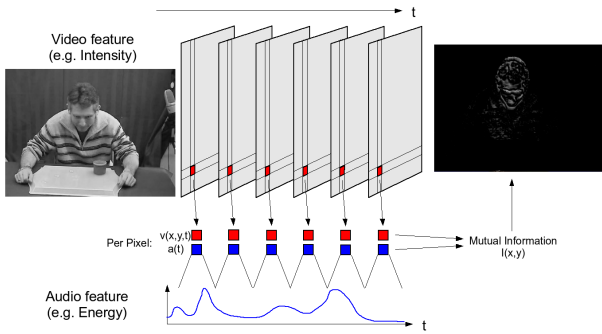 t
Video feature
(e.g. Intensity)
Per Pixel:
v(x,y,t)
a(t)
Mutual Information
I(x,y)
Audio feature
(e.g. Energy)
t